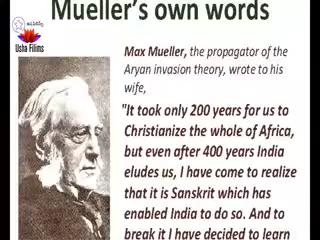 Mueller's own words
Usha Fiilims
Max Mueller, the propagator of the
Aryan invasion theory, wrote to his
wife,
"It took only 200 years for us to
Christianize the whole of Africa,
but even after 400 years India
eludes us, I have come to realize
that it is Sanskrit which has
enabled India to do so. And to
break it I have decided to learn